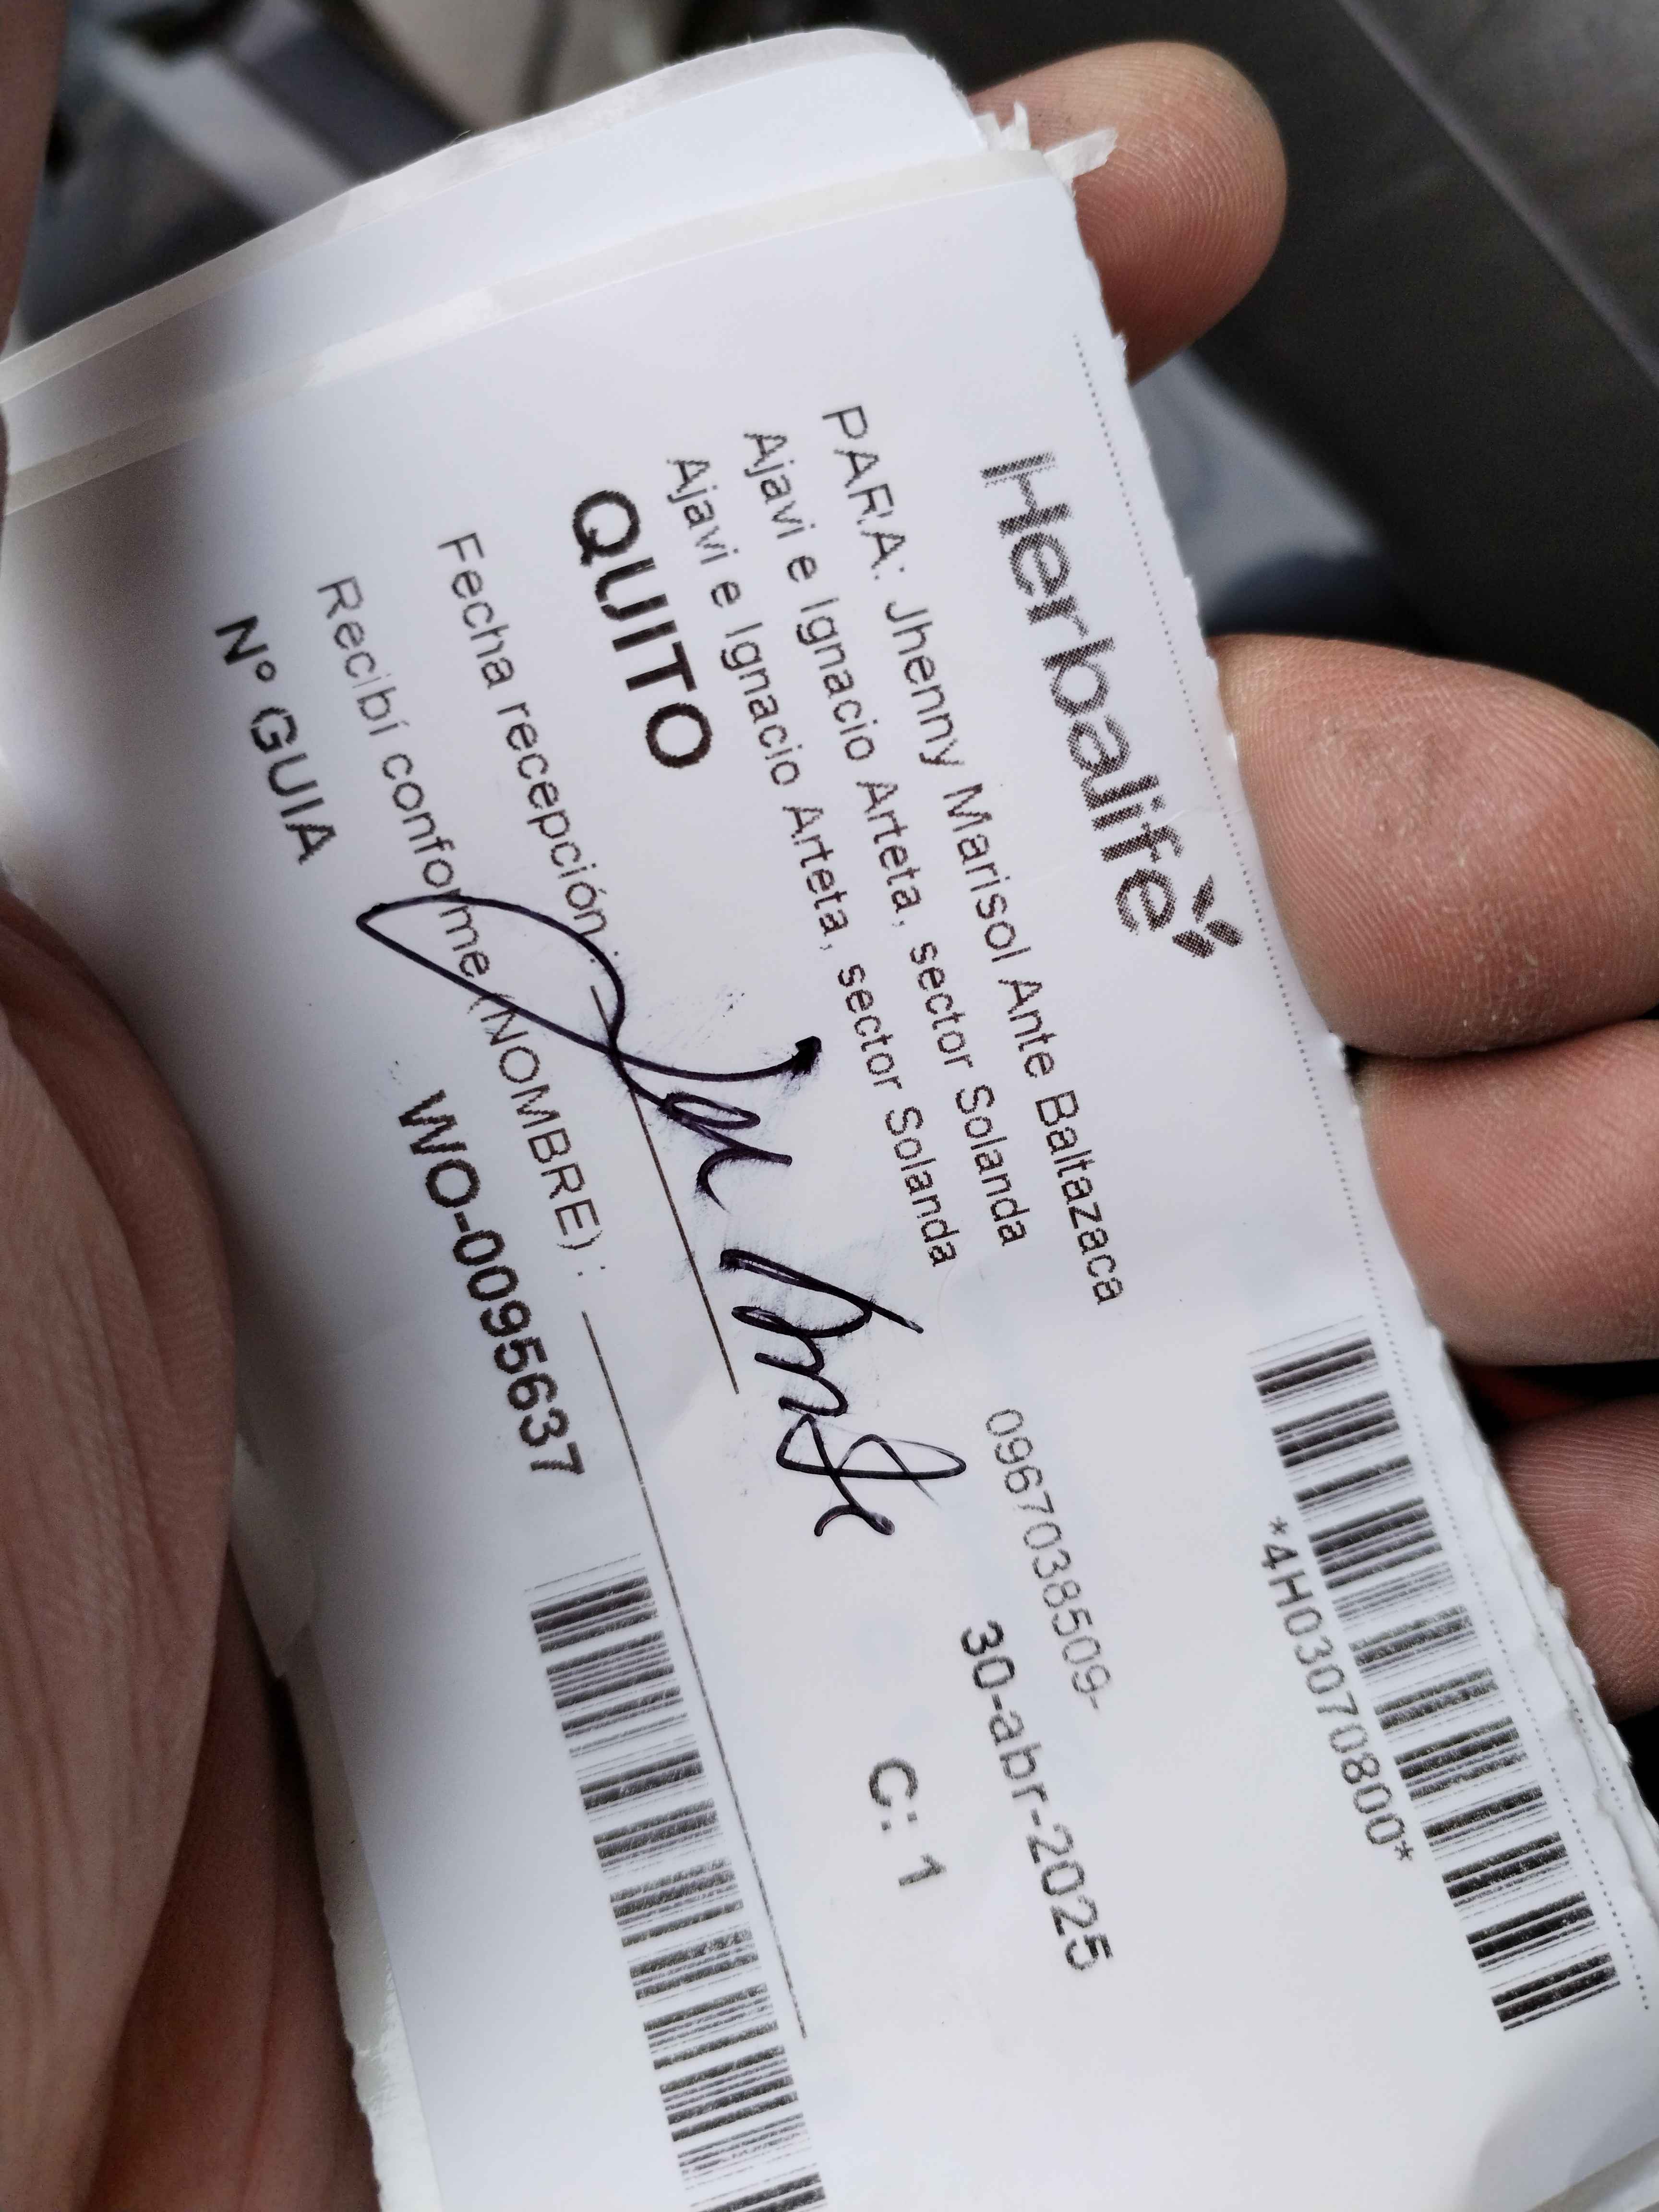 Herbalife
*4H03070800*
PARA: Jhenny Marisol Ante Baltazaca
0967038509-
Ajavi e Ignacio Arteta, sector Solanda
Ajavi e Ignacio Arteta, sector Solanda
30-abr-2025
QUITO
C: 1
Fecha recepción :
Recibí conforme (NOMBRE) :
Nº GUIA
WO-0095637